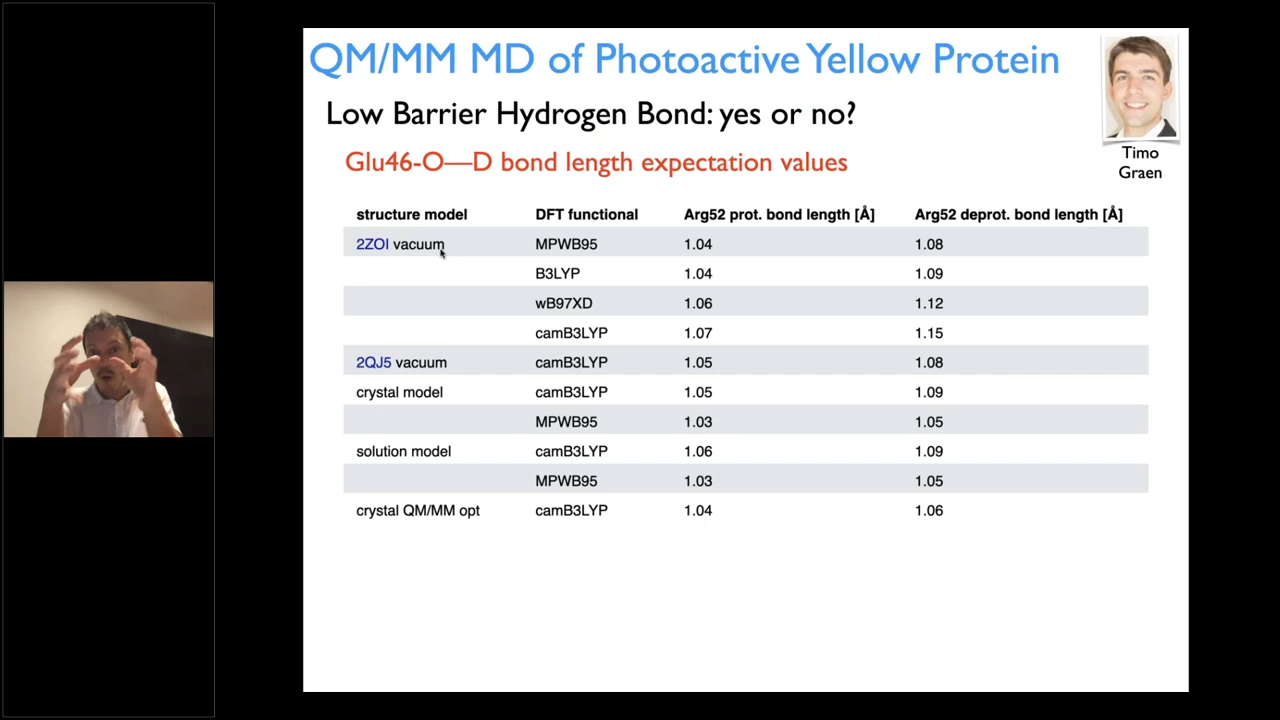 QM/MM MD of Photoactive Yellow Protein
Low Barrier Hydrogen Bond: yes or no?
Timo
Graen
Glu46-O—D bond length expectation values
structure model DFT functional Arg52 prot. bond length [Å] Arg52 deprot. bond length [Å]
2ZOI vacuum MPWB95 1.04 1.08
B3LYP 1.04 1.09
wB97XD 1.06 1.12
camB3LYP 1.07 1.15
2QJ5 vacuum camB3LYP 1.05 1.08
crystal model camB3LYP 1.05 1.09
MPWB95 1.03 1.05
solution model camB3LYP 1.06 1.09
MPWB95 1.03 1.05
crystal QM/MM opt camB3LYP 1.04 1.06